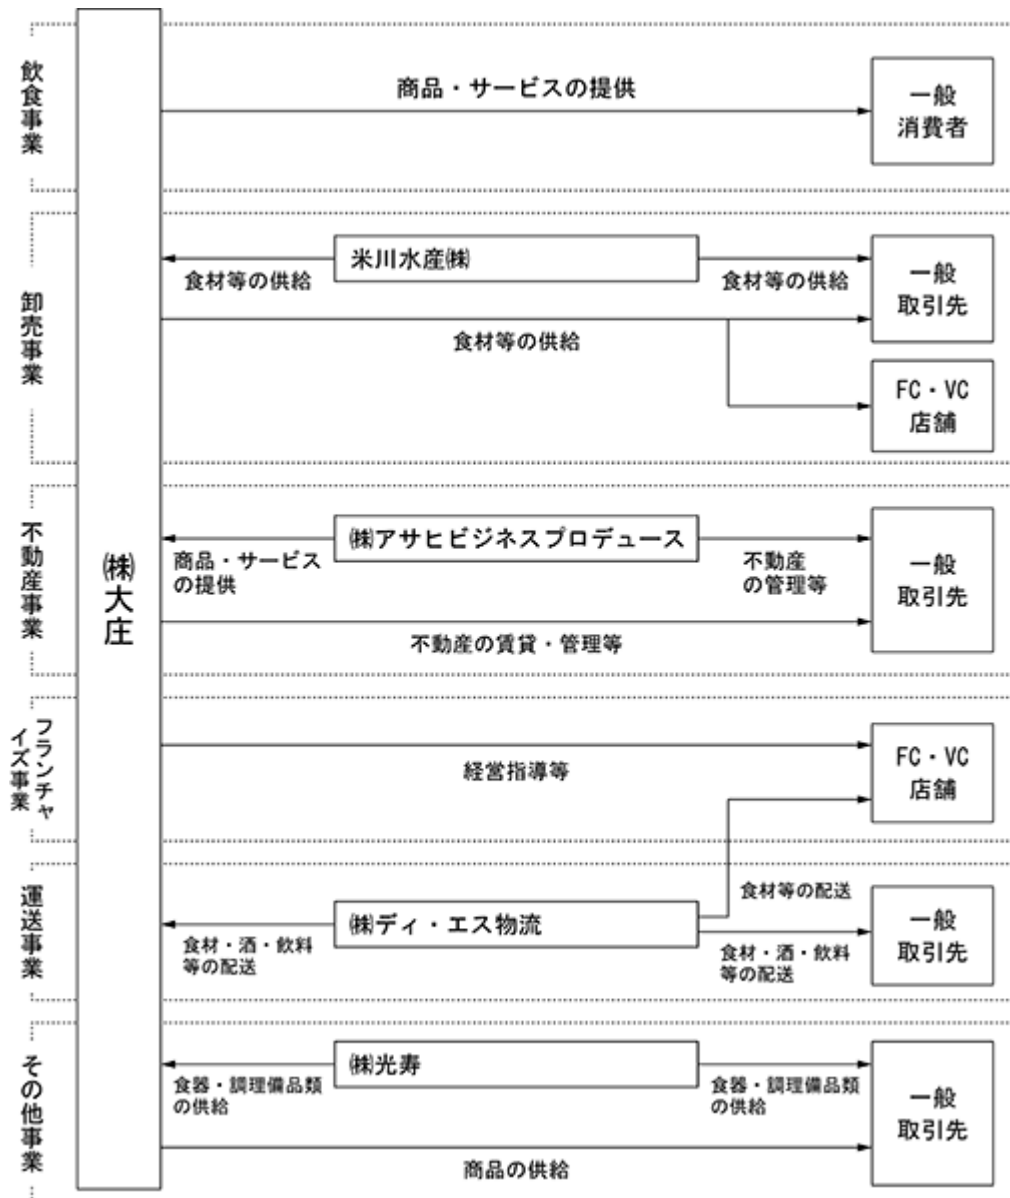 飲食事業
商品・サービスの提供
一般
消費者
卸売事業
米川水産㈱
食材等の供給
食材等の供給
一般
取引先
食材等の供給
FC・VC
店舗
㈱大庄
不動産事業
㈱アサヒビジネスプロデュース
商品・サービス
の提供
不動産
の管理等
一般
取引先
不動産の賃貸・管理等
フランチャ
イズ事業
経営指導等
FC・VC
店舗
運送事業
食材等の配送
㈱ディ・エス物流
食材・酒・飲料
等の配送
食材・酒・飲料
等の配送
一般
取引先
その他事業
㈱光寿
食器・調理備品類
の供給
食器・調理備品類
の供給
一般
取引先
商品の供給